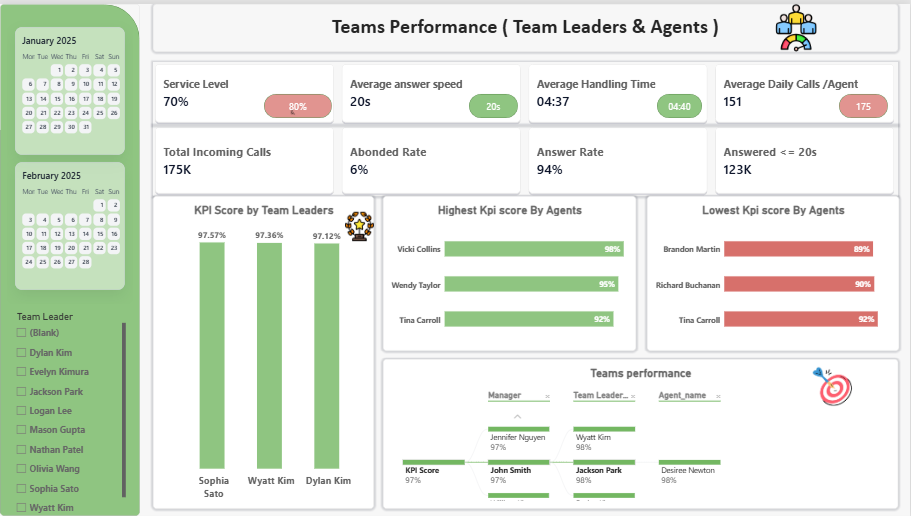 Teams Performance ( Team Leaders & Agents )
January 2025
Mon Tue Wec Thu Fri Sat Sun
1 2 3 4 5
6 7 8 9 10 11 12
13 14 15 16 17 18 19
20 21 22 23 24 25 26
27 28 29 30 31
February 2025
Mon Tue Wec Thu Fri Sat Sun
1 2
3 4 5 6 7 8 9
10 11 12 13 14 15 16
17 18 19 20 21 22 23
24 25 26 27 28
Team Leader
(Blank)
Dylan Kim
Evelyn Kimura
Jackson Park
Logan Lee
Mason Gupta
Nathan Patel
Olivia Wang
Sophia Sato
Wyatt Kim
Service Level
70%
80%
Average answer speed
20s
20s
Average Handling Time
04:37
04:40
Average Daily Calls /Agent
151
175
Total Incoming Calls
175K
Abonded Rate
6%
Answer Rate
94%
Answered <= 20s
123K
KPI Score by Team Leaders
97.57%
97.36%
97.12%
Sophia
Sato
Wyatt Kim
Dylan Kim
Highest Kpi score By Agents
Vicki Collins 98%
Wendy Taylor 95%
Tina Carroll 92%
Lowest Kpi score By Agents
Brandon Martin 89%
Richard Buchanan 90%
Tina Carroll 92%
Teams performance
Manager
Team Leader...
Agent_name
KPI Score
97%
Jennifer Nguyen
97%
John Smith
97%
Wyatt Kim
98%
Jackson Park
98%
Desiree Newton
98%